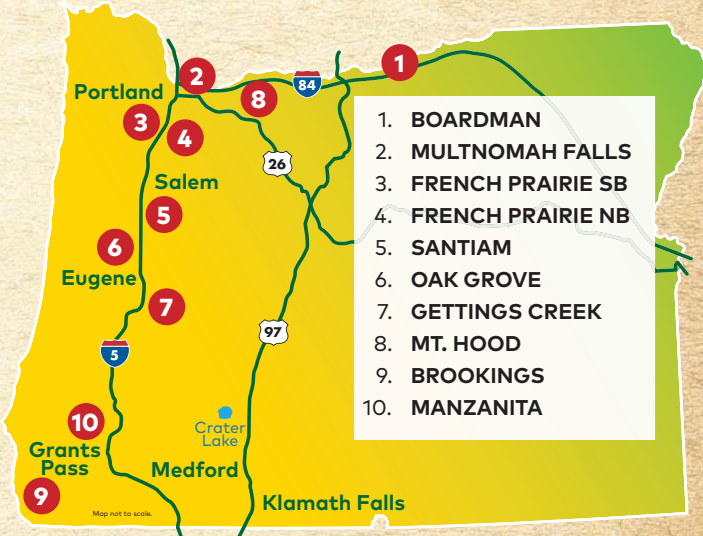 1
2
84
8
Portland
3
4
26
Salem
5
6
Eugene
7
97
5
10
Crater
Lake
Grants
Pass
Medford
9
Map not to scale.
Klamath Falls
1. BOARDMAN
2. MULTNOMAH FALLS
3. FRENCH PRAIRIE SB
4. FRENCH PRAIRIE NB
5. SANTIAM
6. OAK GROVE
7. GETTINGS CREEK
8. MT. HOOD
9. BROOKINGS
10. MANZANITA